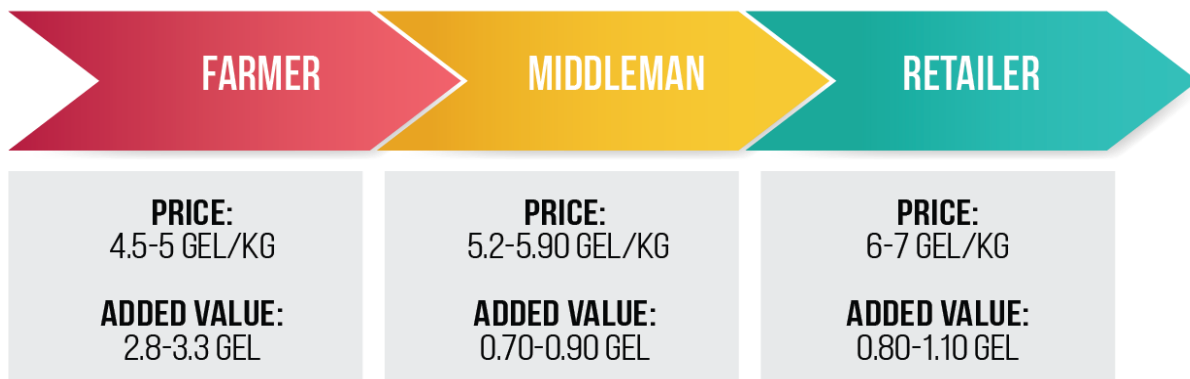 FARMER
MIDDLEMAN
RETAILER
PRICE:
4.5-5 GEL/KG
ADDED VALUE:
2.8-3.3 GEL
PRICE:
5.2-5.90 GEL/KG
ADDED VALUE:
0.70-0.90 GEL
PRICE:
6-7 GEL/KG
ADDED VALUE:
0.80-1.10 GEL